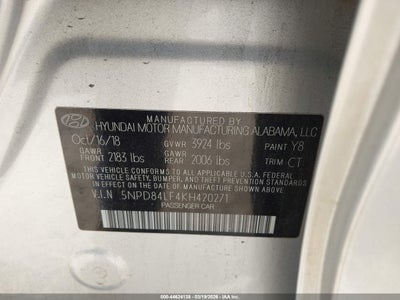 MANUFACTURED BY
HYUNDAI MOTOR MANUFACTURING ALABAMA, LLC
Oct/16/18 GVWR 3924 lbs PAINT Y8
GAWR FRONT 2183 lbs GAWR REAR 2006 lbs TRIM CT
THIS VEHICLE CONFORMS TO ALL APPLICABLE FEDERAL
MOTOR VEHICLE SAFETY, BUMPER, AND THEFT PREVENTION
STANDARDS IN EFFECT ON THE DATE OF MANUFACTURE
SHOWN ABOVE.
V.I.N 5NPD84LF4KH420271
PASSENGER CAR
000-44624138 - 03/19/2026 - IAA